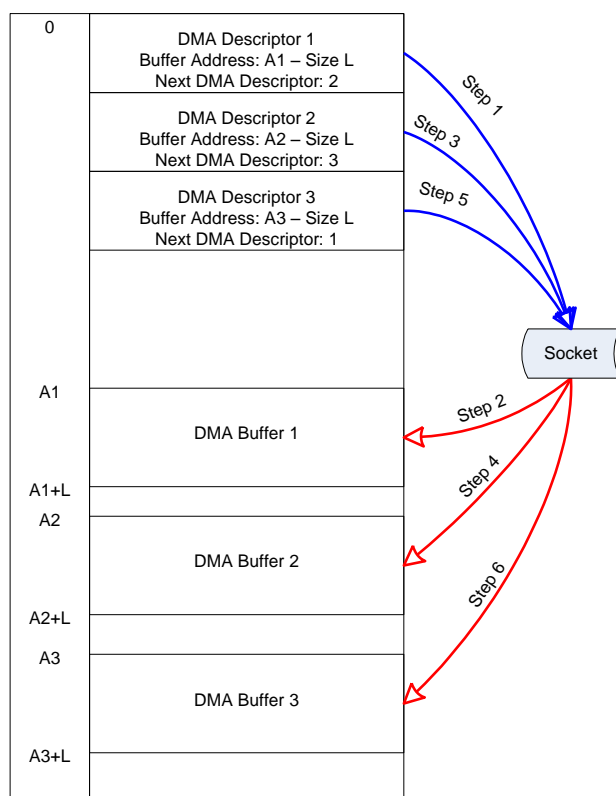 0
DMA Descriptor 1
Buffer Address: A1 – Size L
Next DMA Descriptor: 2
DMA Descriptor 2
Buffer Address: A2 – Size L
Next DMA Descriptor: 3
DMA Descriptor 3
Buffer Address: A3 – Size L
Next DMA Descriptor: 1
Step 1
Step 3
Step 5
Socket
A1
DMA Buffer 1
Step 2
A1+L
A2
DMA Buffer 2
Step 4
A2+L
Step 6
A3
DMA Buffer 3
A3+L